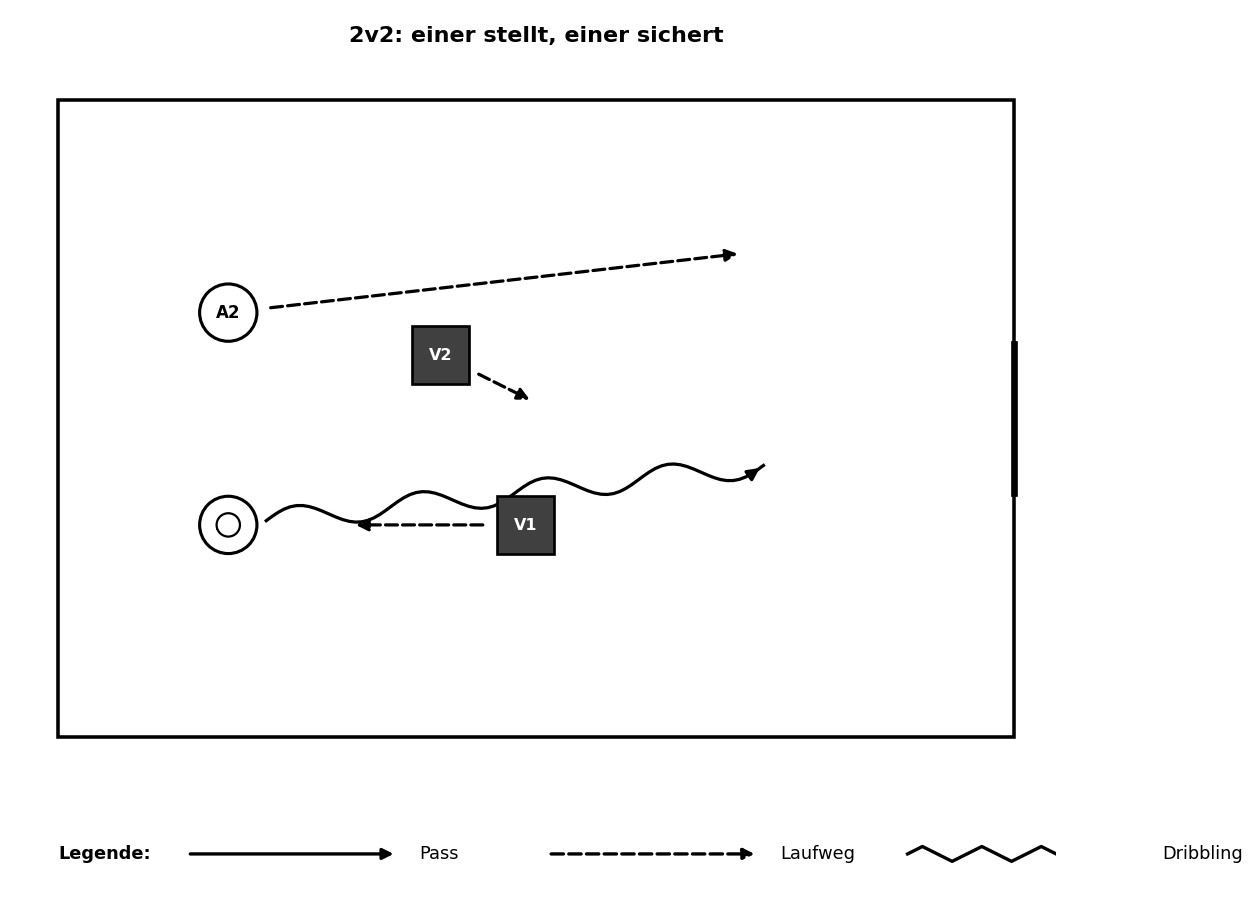 2v2: einer stellt, einer sichert
A2
V2
V1
Legende: Pass Laufweg Dribbling